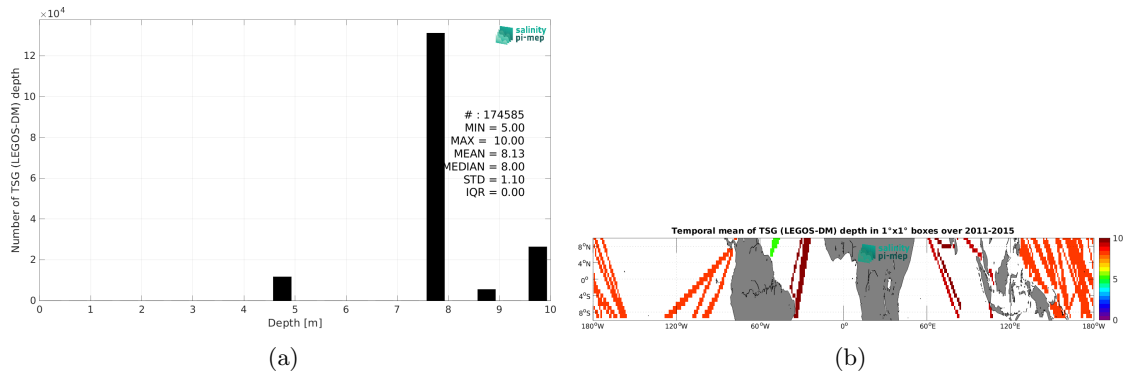 ×10⁴
12
10
8
6
4
2
0
Number of TSG (LEGOS-DM) depth
salinity
pi-mep
# : 174585
MIN = 5.00
MAX = 10.00
MEAN = 8.13
MEDIAN = 8.00
STD = 1.10
IQR = 0.00
0 1 2 3 4 5 6 7 8 9 10
Depth [m]
(a)
Temporal mean of TSG (LEGOS-DM) depth in 1°x1° boxes over 2011-2015
8°N
4°N
0°
4°S
8°S
salinity
pi-mep
180°W 120°W 60°W 0° 60°E 120°E 180°W
10
5
0
(b)